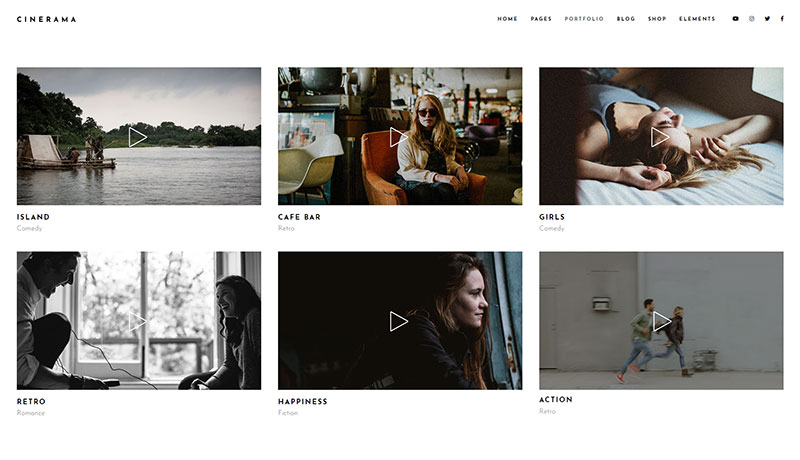 CINERAMA
HOME PAGES PORTFOLIO BLOG SHOP ELEMENTS
ISLAND
Comedy
CAFE BAR
Retro
GIRLS
Comedy
RETRO
Romance
HAPPINESS
Fiction
ACTION
Retro